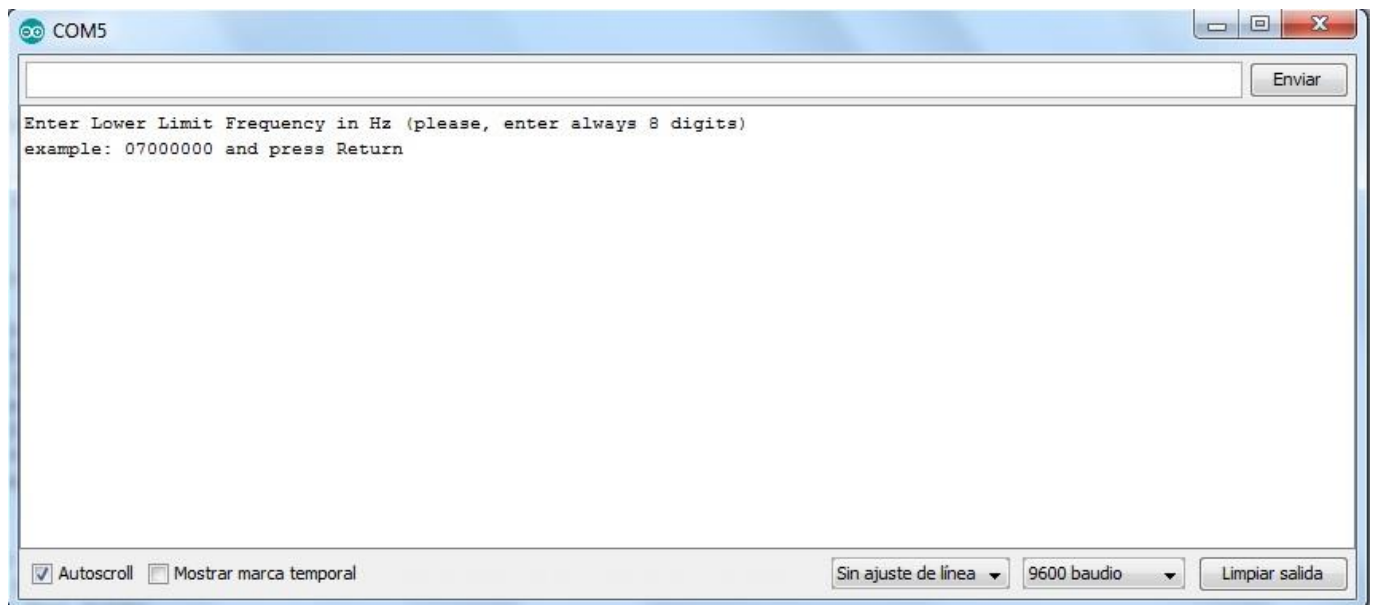 COM5
Enviar
Enter Lower Limit Frequency in Hz (please, enter always 8 digits)
example: 07000000 and press Return
Autoscroll Mostrar marca temporal Sin ajuste de línea 9600 baudio Limpiar salida